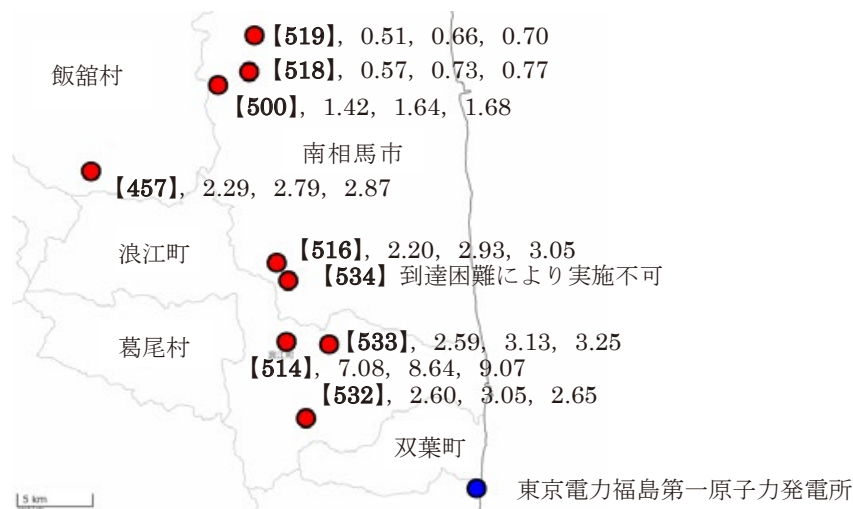 【519】, 0.51, 0.66, 0.70
飯舘村
【518】, 0.57, 0.73, 0.77
【500】, 1.42, 1.64, 1.68
南相馬市
【457】, 2.29, 2.79, 2.87
浪江町
【516】, 2.20, 2.93, 3.05
【534】到達困難により実施不可
葛尾村
【533】, 2.59, 3.13, 3.25
【514】, 7.08, 8.64, 9.07
【532】, 2.60, 3.05, 2.65
双葉町
東京電力福島第一原子力発電所
5 km